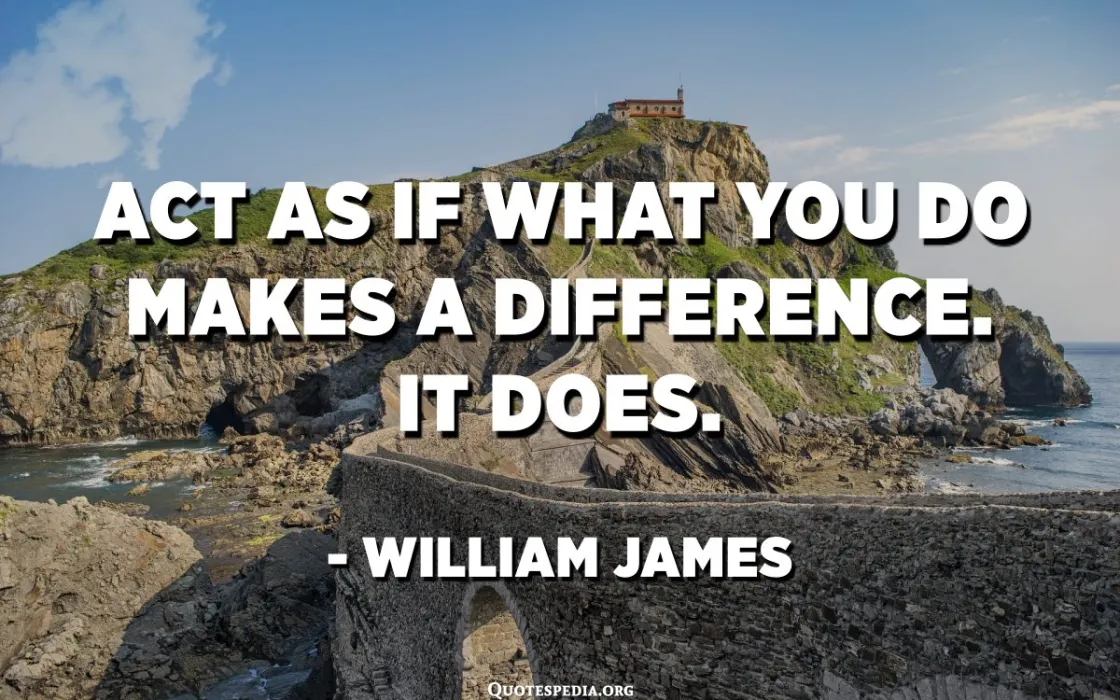 ACT AS IF WHAT YOU DO
MAKES A DIFFERENCE.
IT DOES.
- WILLIAM JAMES
QUOTESPEDIA.ORG